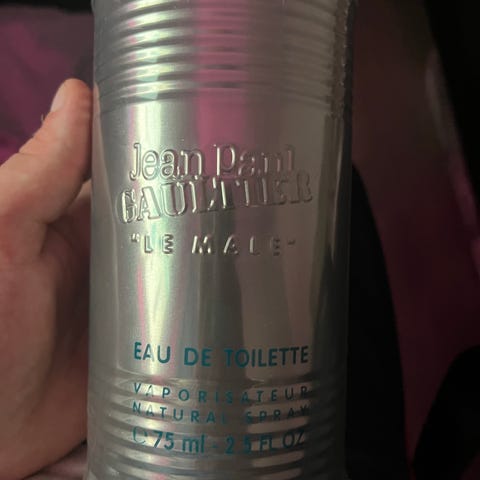 Jean Paul
GAULTIER
"LE MALE"
EAU DE TOILETTE
VAPORISATEUR
NATURAL SPRAY
℮ 75 ml - 2.5 FL OZ